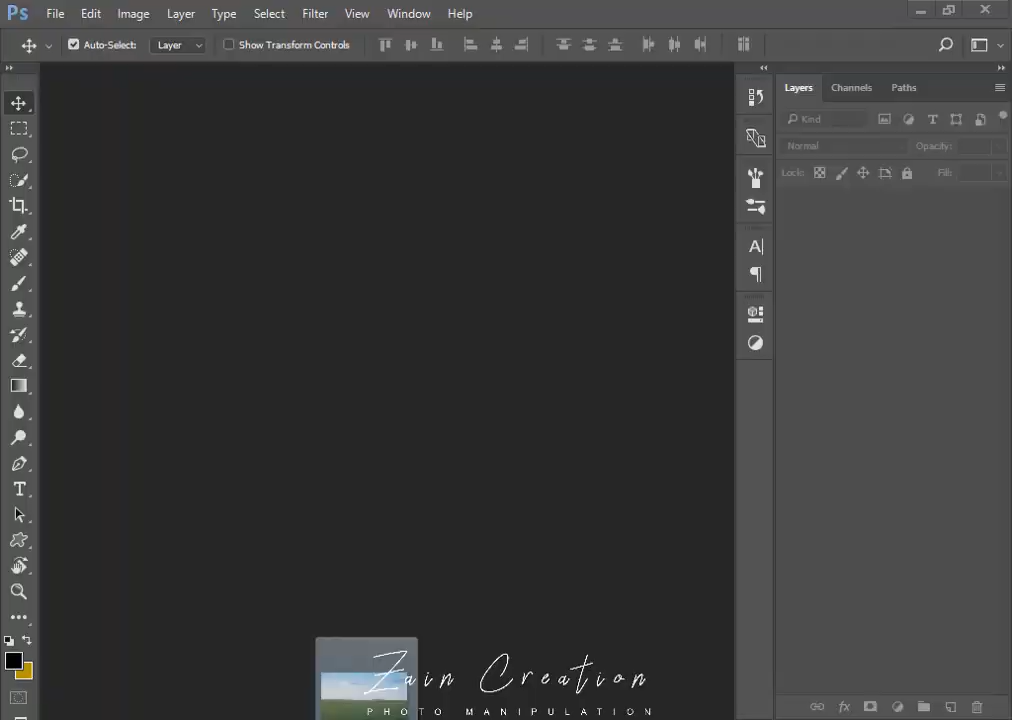 Ps File Edit Image Layer Type Select Filter View Window Help
Auto-Select: Layer Show Transform Controls
Layers Channels Paths
Kind
Normal Opacity:
Lock: Fill:
Zain Creation
PHOTO MANIPULATION